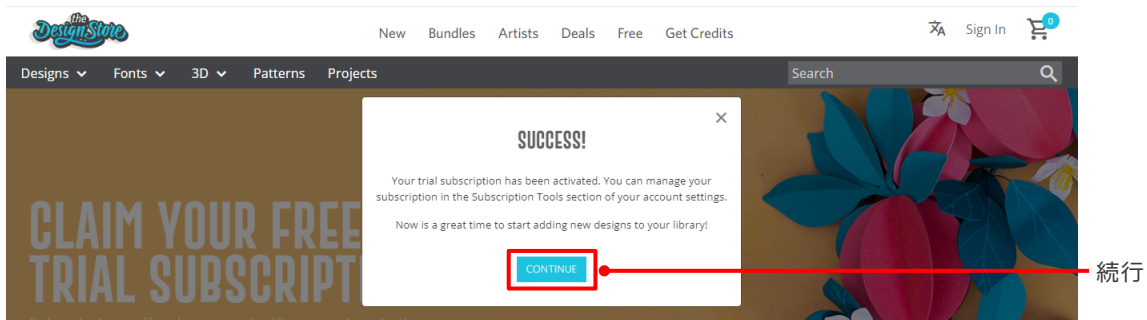 the
Design Store
New Bundles Artists Deals Free Get Credits
Sign In
0
Designs Fonts 3D Patterns Projects
Search
SUCCESS!
Your trial subscription has been activated. You can manage your
subscription in the Subscription Tools section of your account settings.
Now is a great time to start adding new designs to your library!
CONTINUE
続行
CLAIM YOUR FREE
TRIAL SUBSCRIPTI